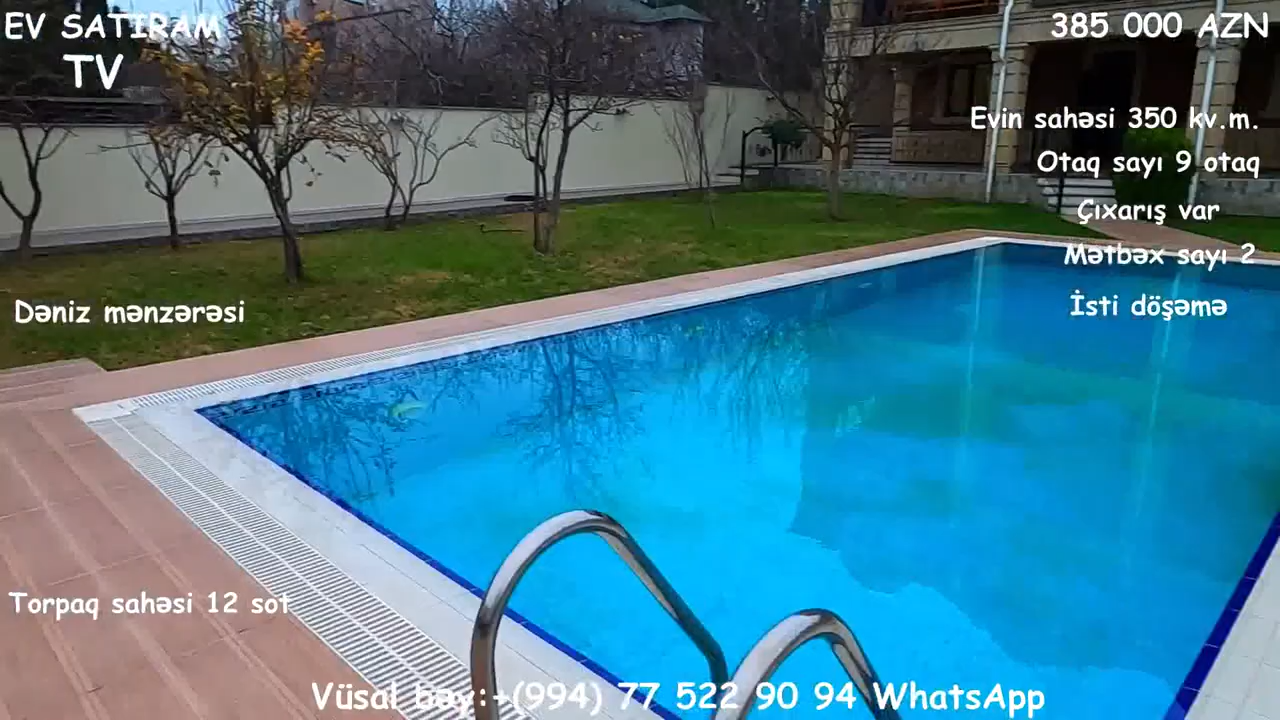 EV SATIRAM
TV
385 000 AZN
Evin sahəsi 350 kv.m.
Otaq sayı 9 otaq
Çıxarış var
Mətbəx sayı 2
İsti döşəmə
Dəniz mənzərəsi
Torpaq sahəsi 12 sot
Vüsal bəy:+(994) 77 522 90 94 WhatsApp